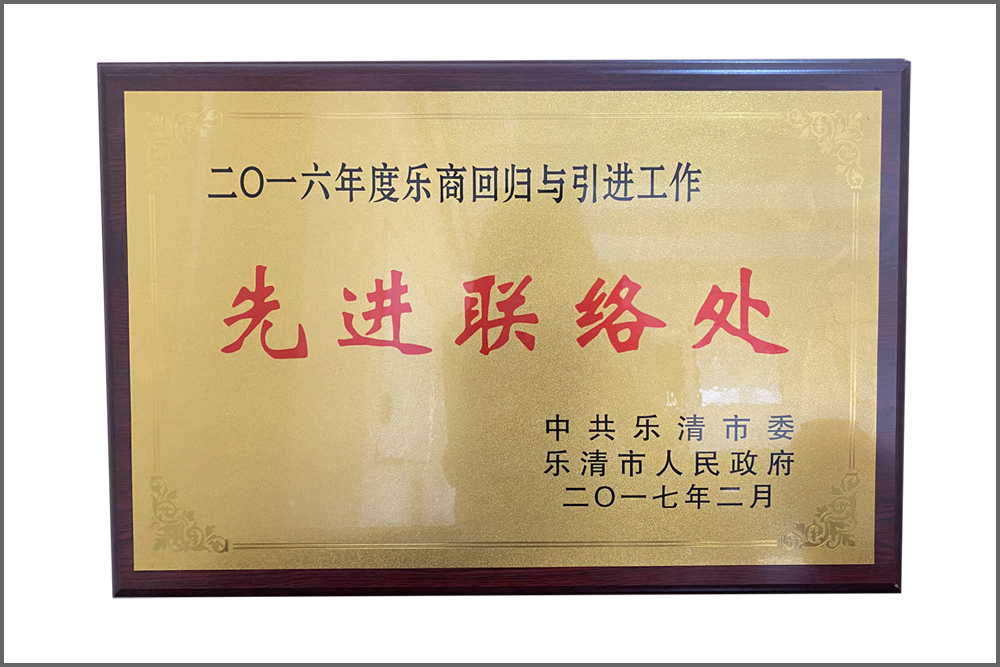 二〇一六年度乐商回归与引进工作
先进联络处
中共乐清市委
乐清市人民政府
二〇一七年二月